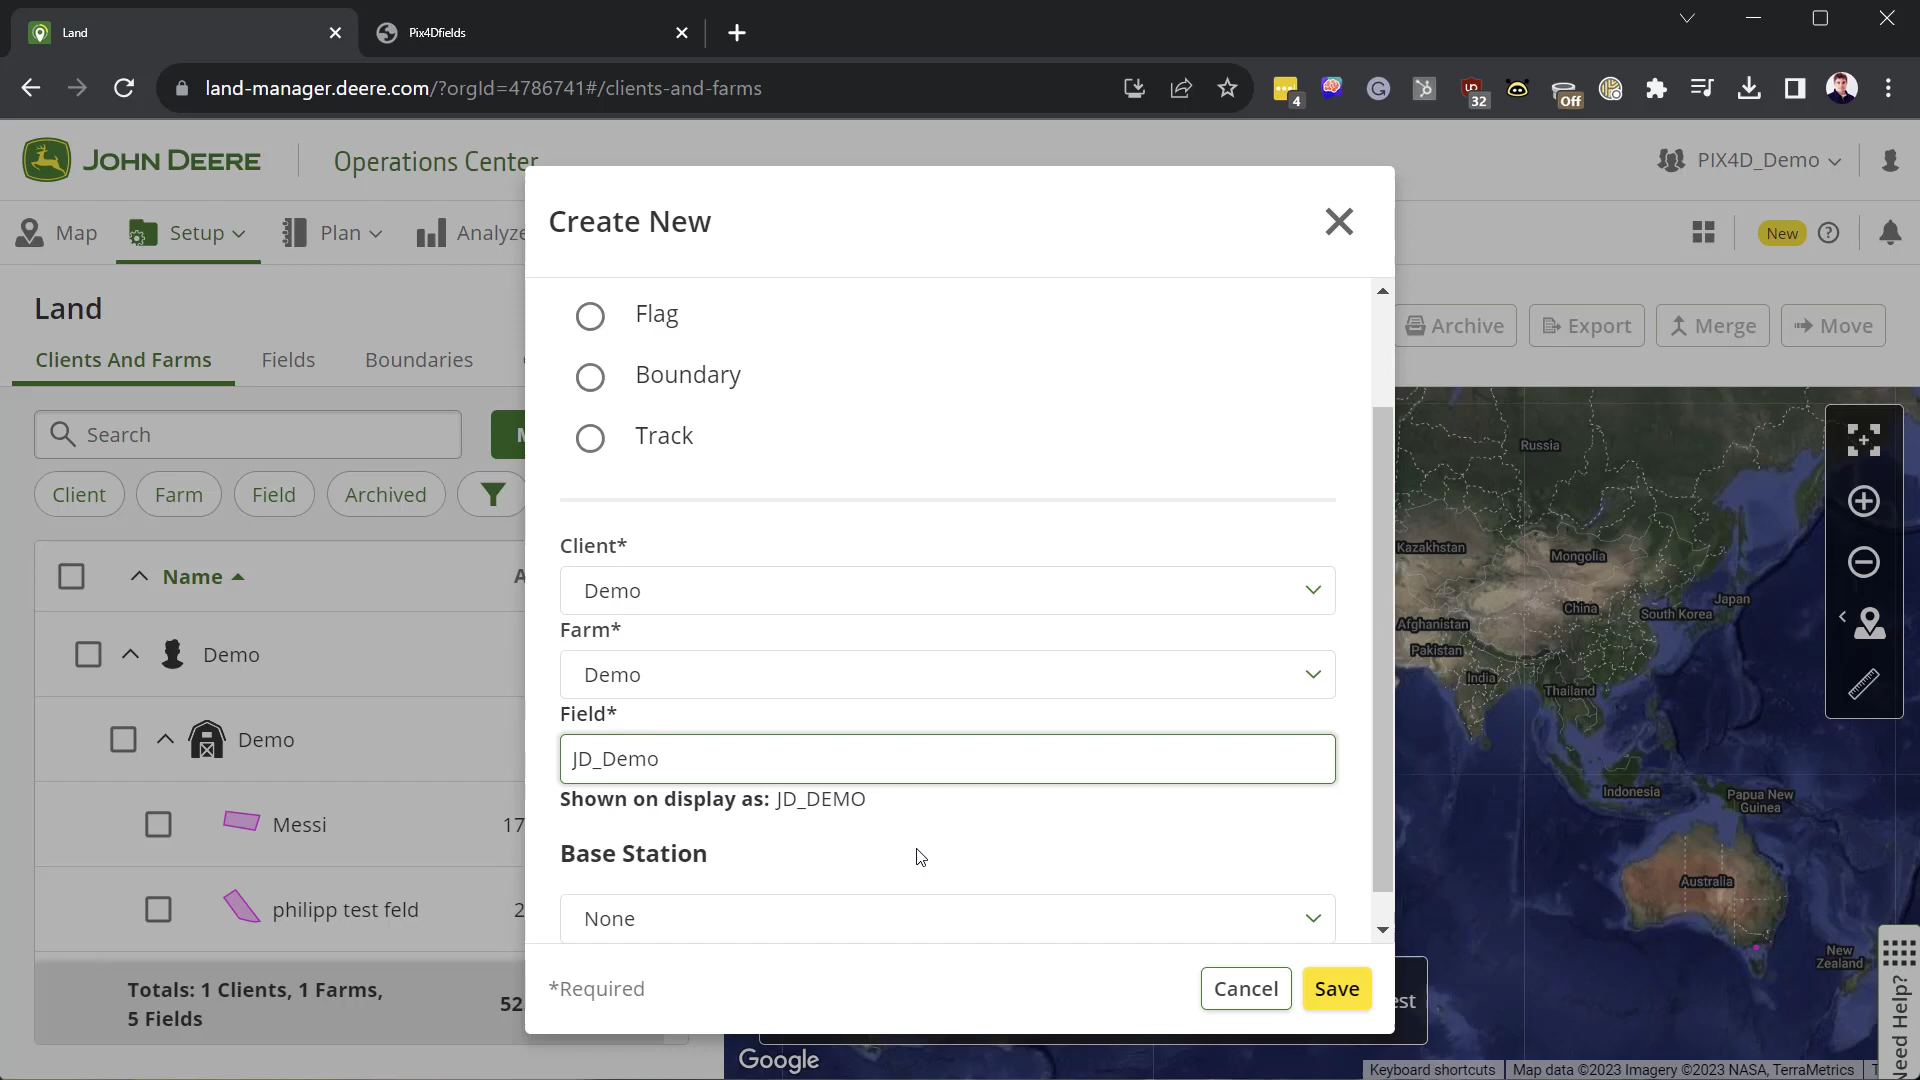 Land
Pix4Dfields
land-manager.deere.com/?orgId=4786741#/clients-and-farms
4
32
Off
JOHN DEERE
Operations Center
PIX4D_Demo
Map
Setup
Plan
Analyze
New
?
Land
Archive
Export
Merge
Move
Clients And Farms
Fields
Boundaries
Search
Client
Farm
Field
Archived
Name
Demo
Demo
Messi
17
philipp test feld
2
Totals: 1 Clients, 1 Farms,
5 Fields
52
Create New
Flag
Boundary
Track
Client*
Demo
Farm*
Demo
Field*
JD_Demo
Shown on display as: JD_DEMO
Base Station
None
*Required
Cancel
Save
Russia
Kazakhstan
Mongolia
China
South Korea
Japan
Afghanistan
Pakistan
India
Thailand
Indonesia
Papua New
Guinea
Australia
New
Zealand
Need Help?
est
Google
Keyboard shortcuts
Map data ©2023 Imagery ©2023 NASA, TerraMetrics